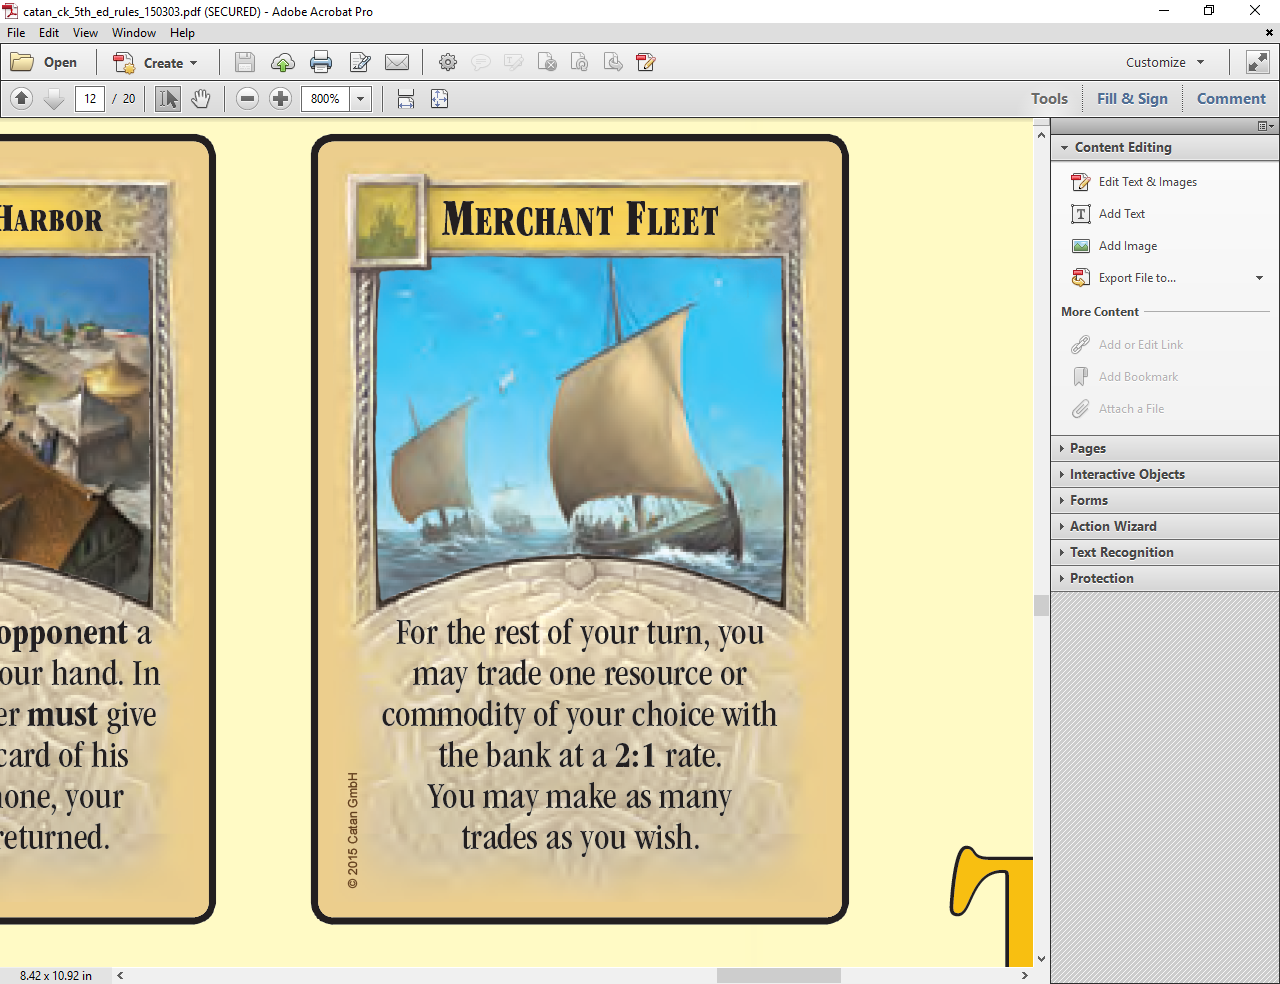 catan_ck_5th_ed_rules_150303.pdf (SECURED) - Adobe Acrobat Pro
File Edit View Window Help
Open Create Customize
12 / 20 800% Tools Fill & Sign Comment
HARBOR
opponent a
our hand. In
er must give
card of his
none, your
returned.
MERCHANT FLEET
For the rest of your turn, you
may trade one resource or
commodity of your choice with
the bank at a 2:1 rate.
You may make as many
trades as you wish.
© 2015 Catan GmbH
T
Content Editing
Edit Text & Images
Add Text
Add Image
Export File to...
More Content
Add or Edit Link
Add Bookmark
Attach a File
Pages
Interactive Objects
Forms
Action Wizard
Text Recognition
Protection
8.42 x 10.92 in